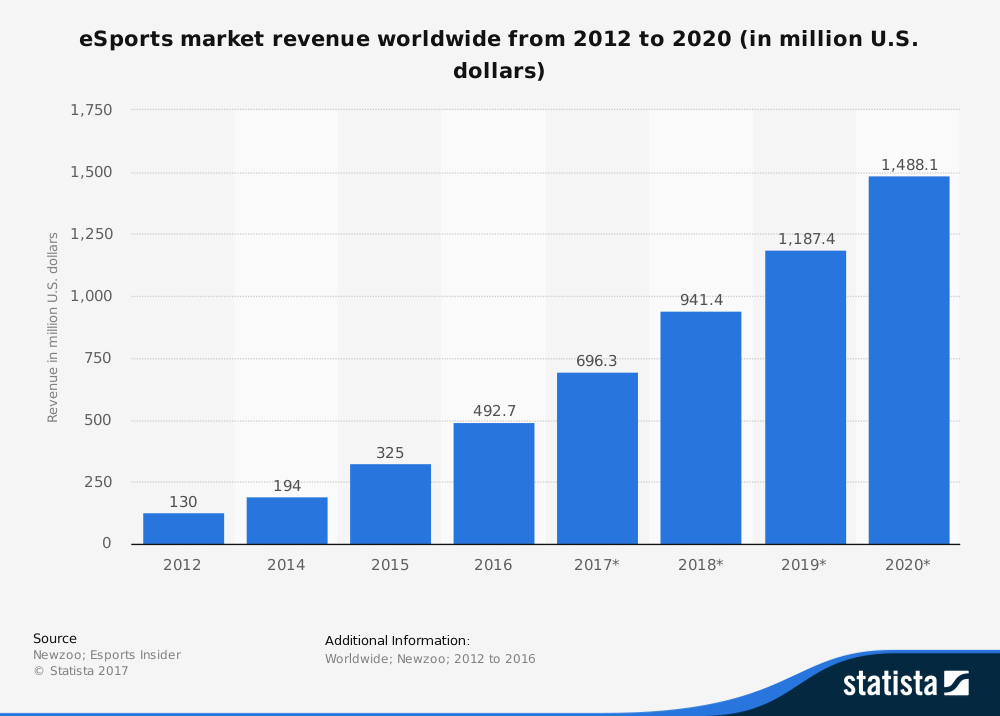 eSports market revenue worldwide from 2012 to 2020 (in million U.S.
dollars)
Revenue in million U.S. dollars
1,750
1,500
1,250
1,000
750
500
250
0
130
194
325
492.7
696.3
941.4
1,187.4
1,488.1
2012 2014 2015 2016 2017* 2018* 2019* 2020*
Source
Newzoo; Esports Insider
© Statista 2017
Additional Information:
Worldwide; Newzoo; 2012 to 2016
statista